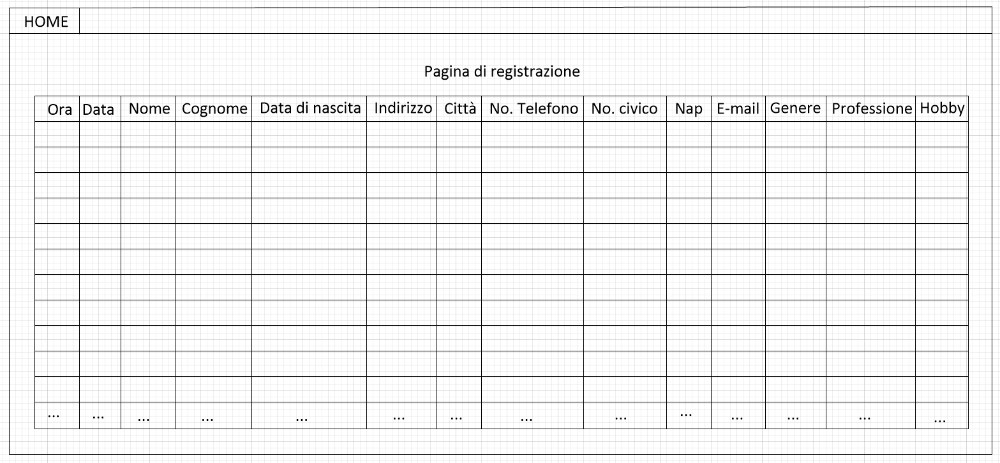 HOME
Pagina di registrazione
Ora Data Nome Cognome Data di nascita Indirizzo Città No. Telefono No. civico Nap E-mail Genere Professione Hobby
... ... ... ... ... ... ... ... ... ... ... ... ... ...